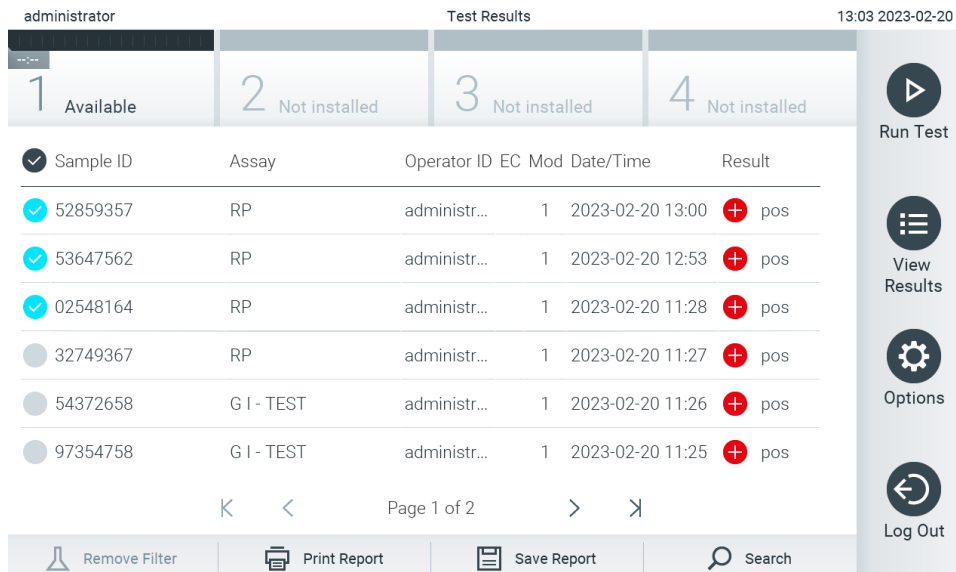 administrator Test Results 13:03 2023-02-20
--:--
1 Available 2 Not installed 3 Not installed 4 Not installed
Run Test
Sample ID Assay Operator ID EC Mod Date/Time Result
52859357 RP administr... 1 2023-02-20 13:00 pos
53647562 RP administr... 1 2023-02-20 12:53 pos
View
Results
02548164 RP administr... 1 2023-02-20 11:28 pos
32749367 RP administr... 1 2023-02-20 11:27 pos
54372658 G I - TEST administr... 1 2023-02-20 11:26 pos
Options
97354758 G I - TEST administr... 1 2023-02-20 11:25 pos
Page 1 of 2
Log Out
Remove Filter Print Report Save Report Search